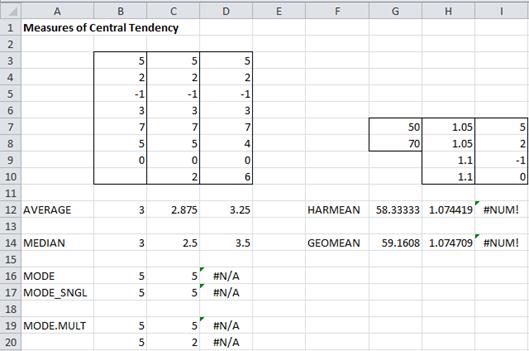 A B C D E F G H I
1 Measures of Central Tendency
2
3 5 5 5
4 2 2 2
5 -1 -1 -1
6 3 3 3
7 7 7 7 50 1.05 5
8 5 5 4 70 1.05 2
9 0 0 0 1.1 -1
10 2 6 1.1 0
11
12 AVERAGE 3 2.875 3.25 HARMEAN 58.33333 1.074419 #NUM!
13
14 MEDIAN 3 2.5 3.5 GEOMEAN 59.1608 1.074709 #NUM!
15
16 MODE 5 5 #N/A
17 MODE_SNGL 5 5 #N/A
18
19 MODE.MULT 5 5 #N/A
20 5 2 #N/A